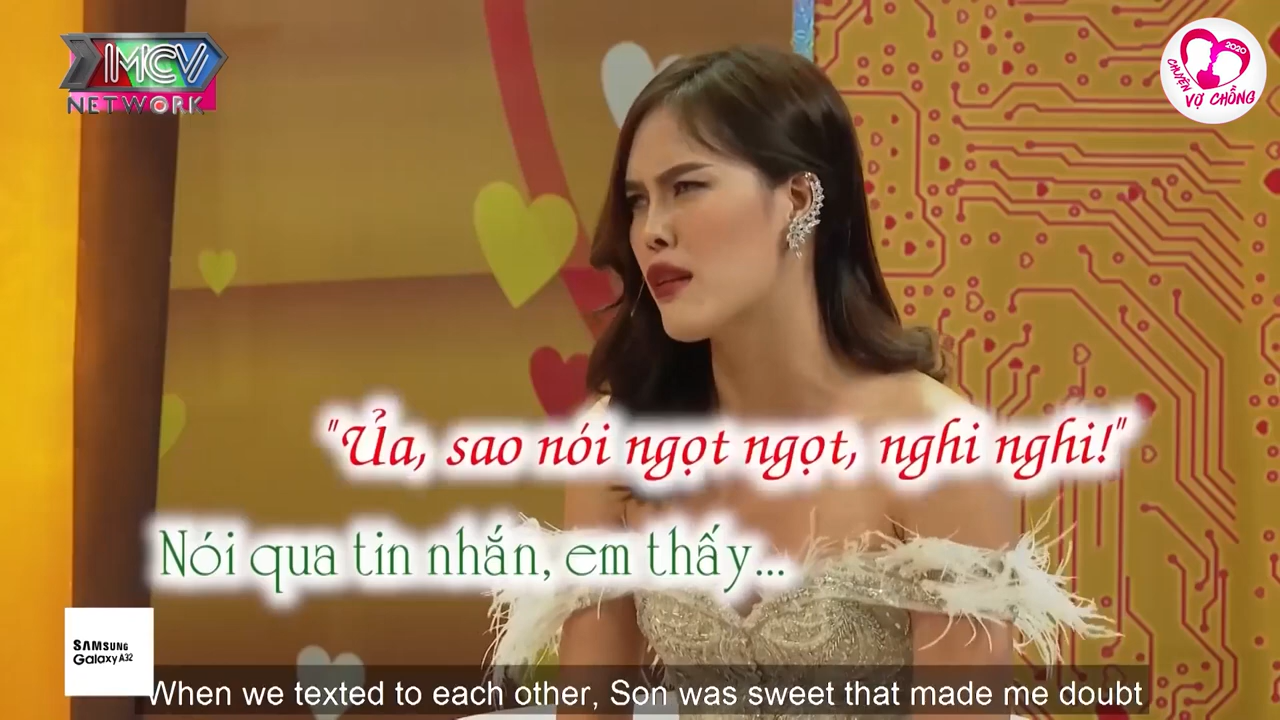 MCV
NETWORK
2020
CHUYỆN
VỢ CHỒNG
"Ủa, sao nói ngọt ngọt, nghi nghi!"
Nói qua tin nhắn, em thấy...
SAMSUNG
Galaxy A32
When we texted to each other, Son was sweet that made me doubt